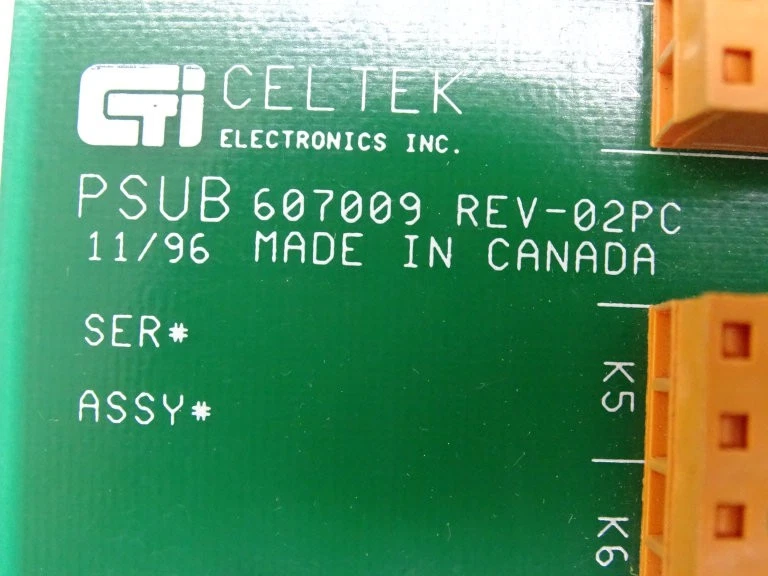 CTi CELTEK
ELECTRONICS INC.
PSUB 607009 REV-02PC
11/96 MADE IN CANADA
SER#
ASSY#
K5
K6